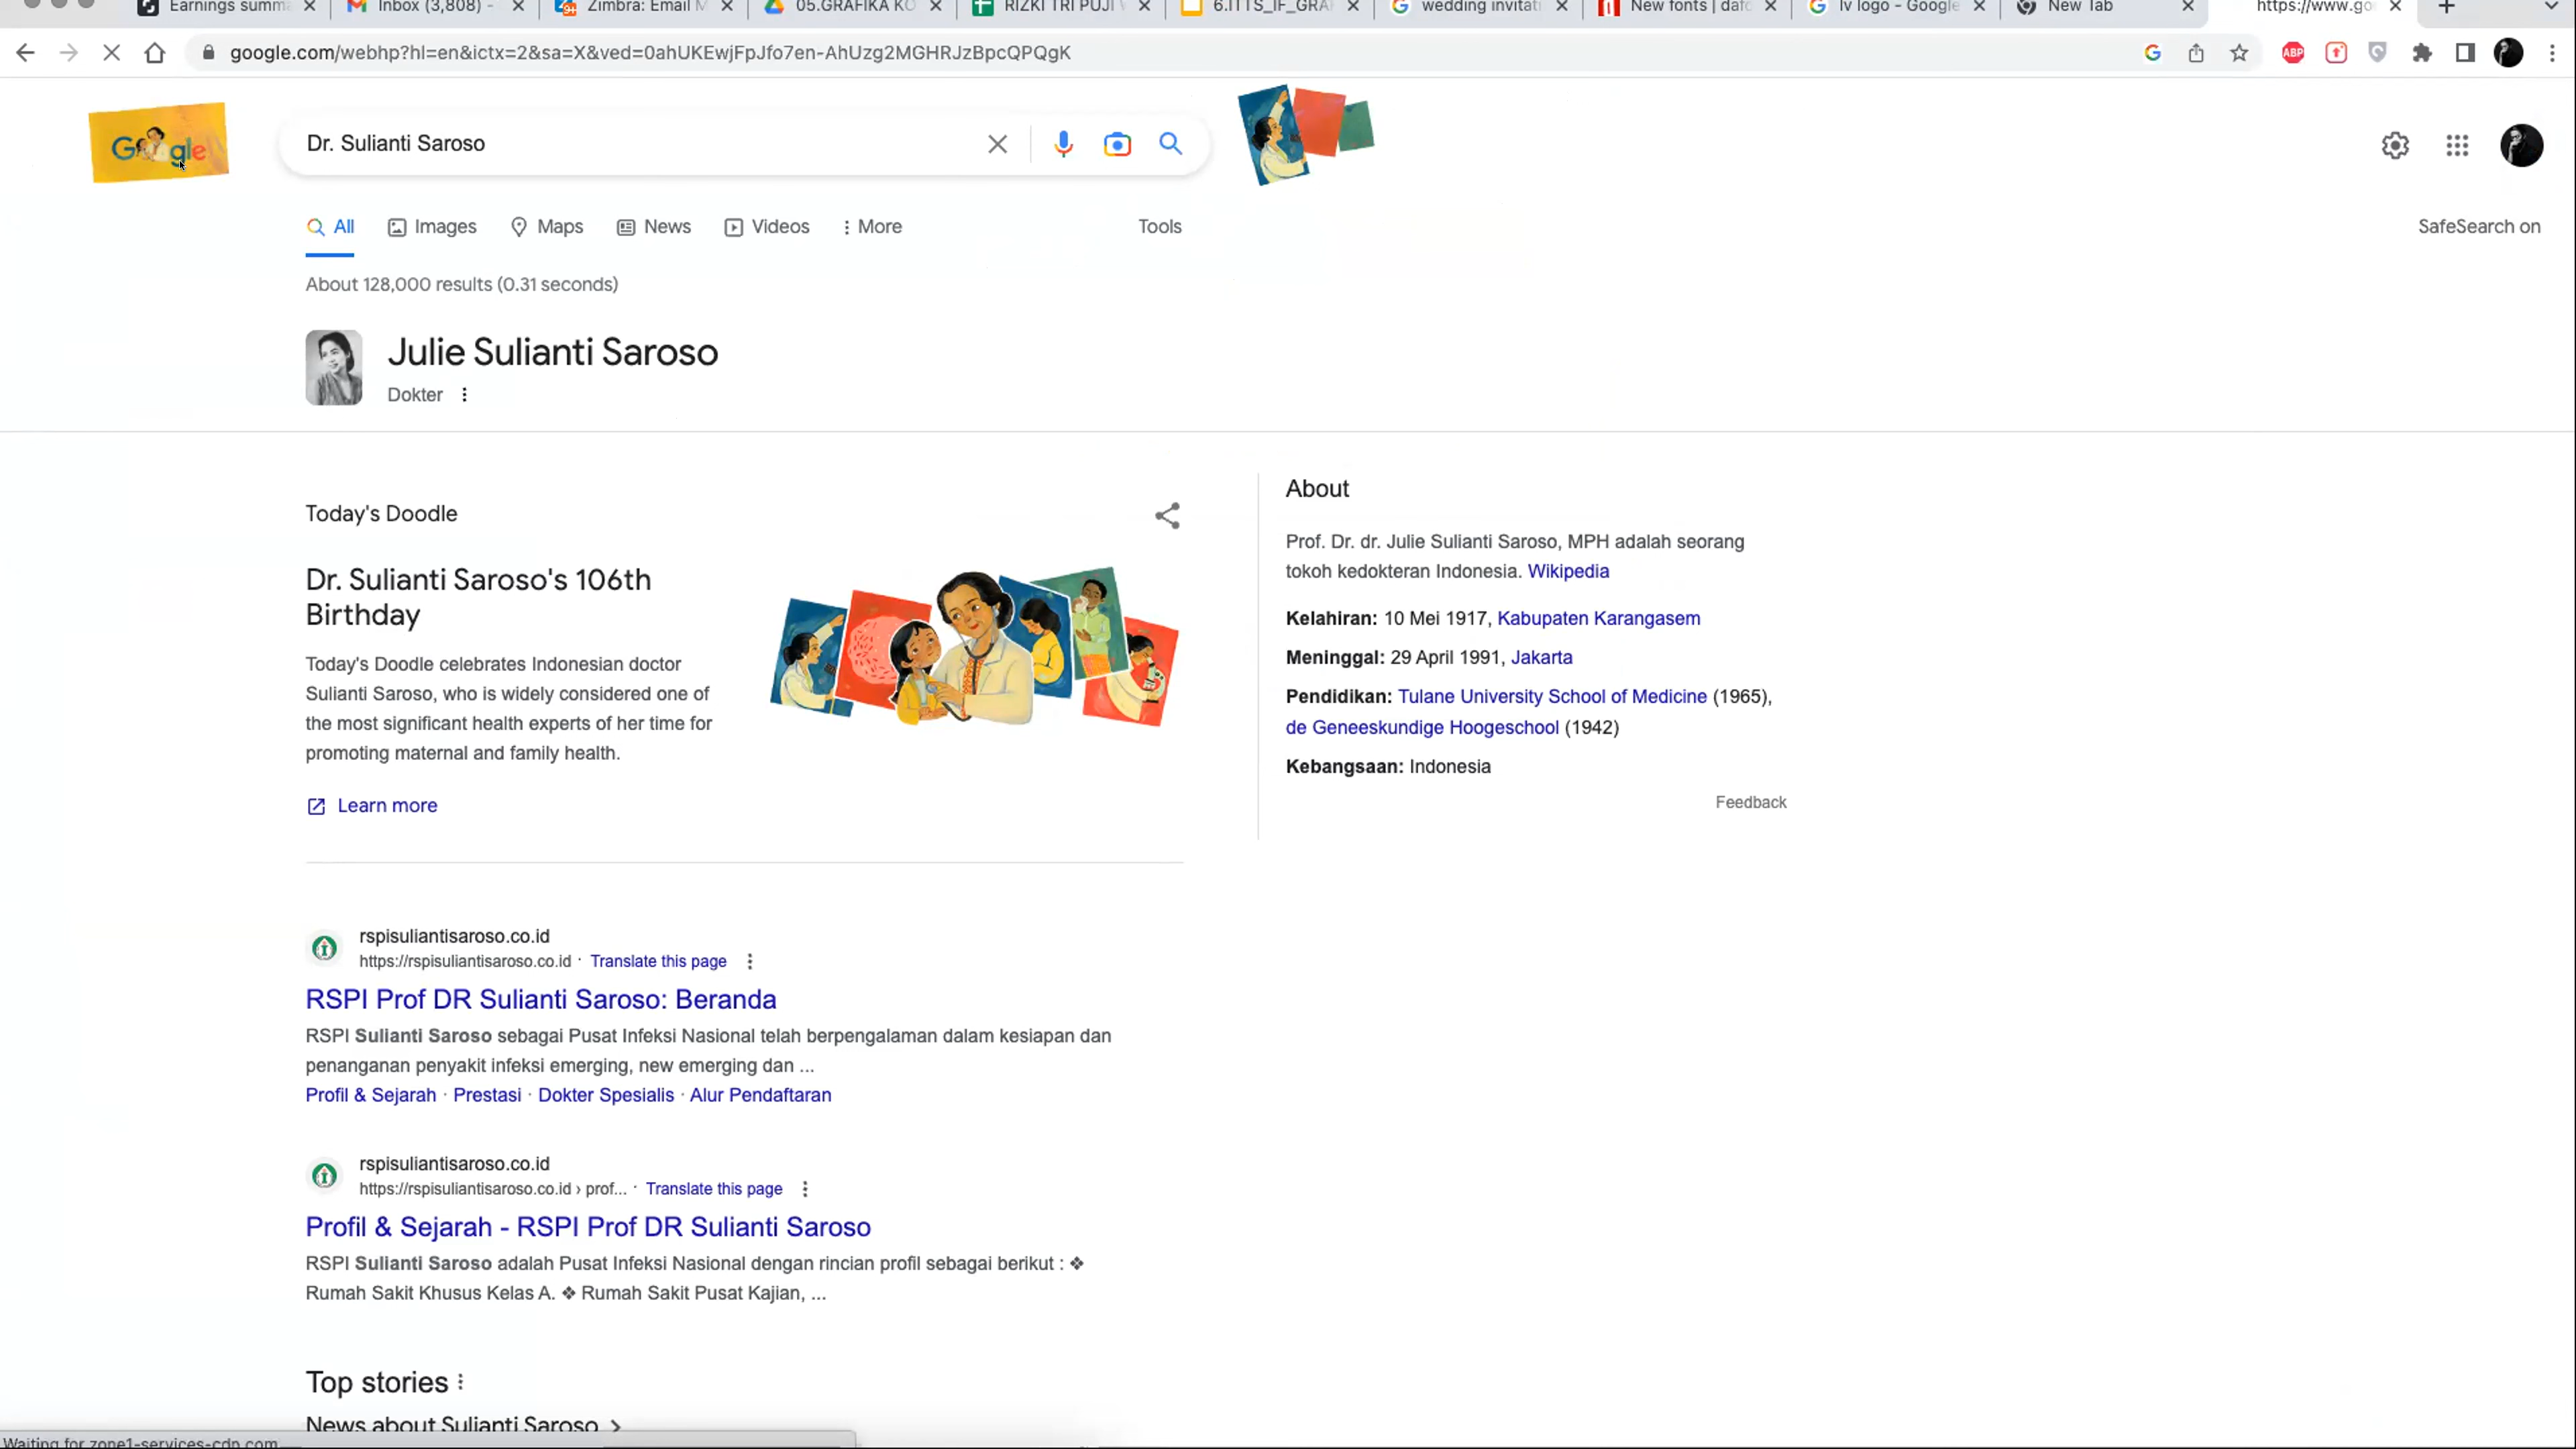 Earnings summ
Inbox (3,808) -
Zimbra: Email M
05.GRAFIKA KO
RIZKI TRI PUJI
6.ITTS_IF_GRA
wedding invitati
New fonts | dafo
lv logo - Google
New Tab
https://www.go
google.com/webhp?hl=en&ictx=2&sa=X&ved=0ahUKEwjFpJfo7en-AhUzg2MGHRJzBpcQPQgK
ABP
Google
Dr. Sulianti Saroso
All
Images
Maps
News
Videos
More
Tools
SafeSearch on
About 128,000 results (0.31 seconds)
Julie Sulianti Saroso
Dokter
Today's Doodle
Dr. Sulianti Saroso's 106th
Birthday
Today's Doodle celebrates Indonesian doctor
Sulianti Saroso, who is widely considered one of
the most significant health experts of her time for
promoting maternal and family health.
Learn more
About
Prof. Dr. dr. Julie Sulianti Saroso, MPH adalah seorang
tokoh kedokteran Indonesia. Wikipedia
Kelahiran: 10 Mei 1917, Kabupaten Karangasem
Meninggal: 29 April 1991, Jakarta
Pendidikan: Tulane University School of Medicine (1965),
de Geneeskundige Hoogeschool (1942)
Kebangsaan: Indonesia
Feedback
rspisuliantisaroso.co.id
https://rspisuliantisaroso.co.id · Translate this page
RSPI Prof DR Sulianti Saroso: Beranda
RSPI Sulianti Saroso sebagai Pusat Infeksi Nasional telah berpengalaman dalam kesiapan dan
penanganan penyakit infeksi emerging, new emerging dan ...
Profil & Sejarah · Prestasi · Dokter Spesialis · Alur Pendaftaran
rspisuliantisaroso.co.id
https://rspisuliantisaroso.co.id › prof... · Translate this page
Profil & Sejarah - RSPI Prof DR Sulianti Saroso
RSPI Sulianti Saroso adalah Pusat Infeksi Nasional dengan rincian profil sebagai berikut : ❖
Rumah Sakit Khusus Kelas A. ❖ Rumah Sakit Pusat Kajian, ...
Top stories
News about Sulianti Saroso
Waiting for zone1-services-cdn.com